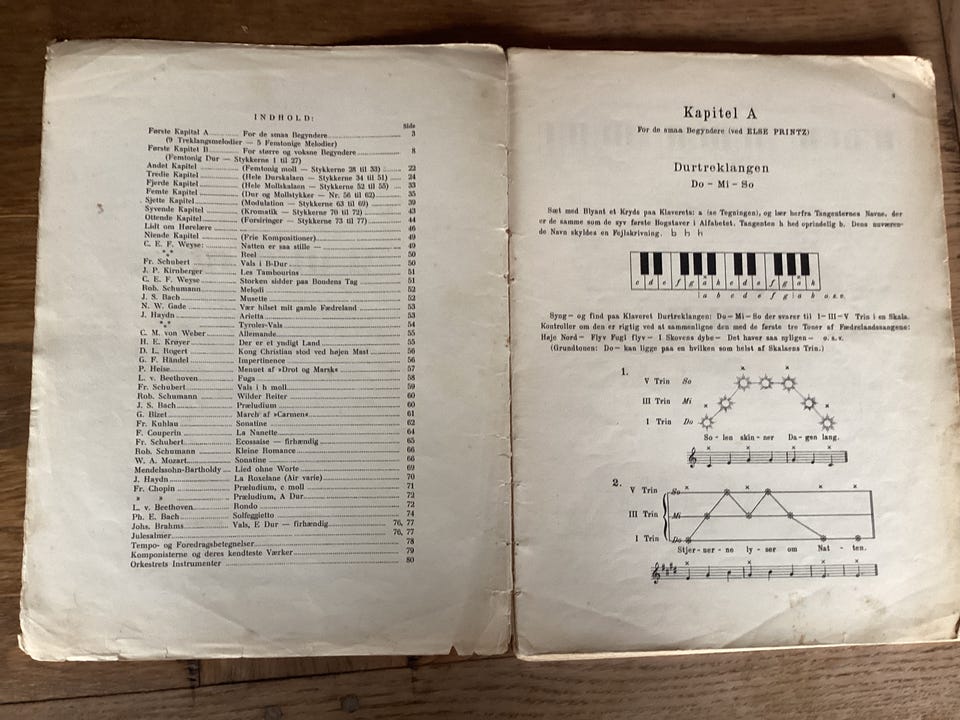 INDHOLD:
Side
Første Kapitel A ......... For de smaa Begyndere ......... 3
(9 Treklangsmelodier — 5 Femtonige Melodier)
Første Kapitel B ......... For større og voksne Begyndere ......... 8
(Femtonig Dur — Stykkerne 1 til 27)
Andet Kapitel ......... (Femtonig moll — Stykkerne 28 til 33) ......... 22
Tredie Kapitel ......... (Hele Durskalaen — Stykkerne 34 til 51) ......... 24
Fjerde Kapitel ......... (Hele Mollskalaen — Stykkerne 52 til 55) ......... 33
Femte Kapitel ......... (Dur og Mollstykker — Nr. 56 til 62) ......... 35
Sjette Kapitel ......... (Modulation — Stykkerne 63 til 69) ......... 39
Syvende Kapitel ......... (Kromatik — Stykkerne 70 til 72) ......... 43
Ottende Kapitel ......... (Forsiringer — Stykkerne 73 til 77) ......... 44
Lidt om Hørelære ......... 46
Niende Kapitel ......... (Frie Kompositioner) ......... 49
C. E. F. Weyse: ......... Natten er saa stille — ......... 49
*** ......... Reel ......... 50
Fr. Schubert ......... Vals i B-Dur ......... 50
J. P. Kirnberger ......... Les Tambourins ......... 51
C. E. F. Weyse ......... Storken sidder paa Bondens Tag ......... 51
Rob. Schumann ......... Melodi ......... 52
J. S. Bach ......... Musette ......... 52
N. W. Gade ......... Vær hilset mit gamle Fædreland ......... 53
J. Haydn ......... Arietta ......... 53
*** ......... Tyroler-Vals ......... 54
C. M. von Weber ......... Allemande ......... 55
H. E. Krøyer ......... Der er et yndigt Land ......... 55
D. L. Rogert ......... Kong Christian stod ved højen Mast ......... 56
G. F. Händel ......... Impertinence ......... 56
P. Heise ......... Menuet af »Drot og Marsk« ......... 57
L. v. Beethoven ......... Fuga ......... 58
Fr. Schubert ......... Vals i h moll ......... 59
Rob. Schumann ......... Wilder Reiter ......... 60
J. S. Bach ......... Præludium ......... 60
G. Bizet ......... March af »Carmen« ......... 61
Fr. Kuhlau ......... Sonatine ......... 62
F. Couperin ......... La Nanette ......... 64
Fr. Schubert ......... Ecossaise — firhændig ......... 65
Rob. Schumann ......... Kleine Romance ......... 66
W. A. Mozart ......... Sonatine ......... 66
Mendelssohn-Bartholdy ......... Lied ohne Worte ......... 69
J. Haydn ......... La Roxelane (Air varie) ......... 70
Fr. Chopin ......... Præludium, c moll ......... 71
» » ......... Præludium, A Dur ......... 72
L. v. Beethoven ......... Rondo ......... 72
Ph. E. Bach ......... Solfeggietto ......... 74
Johs. Brahms ......... Vals, E Dur — firhændig ......... 76, 77
Julesalmer ......... 76, 77
Tempo- og Foredragsbetegnelser ......... 78
Komponisterne og deres kendteste Værker ......... 79
Orkestrets Instrumenter ......... 80
Kapitel A
For de smaa Begyndere (ved ELSE PRINTZ)
Durtreklangen
Do – Mi – So
Sæt med Blyant et Kryds paa Klaverets: a (se Tegningen), og lær herfra Tangenternes Navne, der
er de samme som de syv første Bogstaver i Alfabetet. Tangenten h hed oprindelig b. Dens nuværen-
de Navn skyldes en Fejlskrivning. b h h
c d e f g a h c d e f g a h c d e f g a h
a b c d e f g a b o.s.v.
Syng – og find paa Klaveret Durtreklangen: Do – Mi – So der svarer til I – III – V Trin i en Skala.
Kontroller om den er rigtig ved at sammenligne den med de første tre Toner af Fædrelandssangene:
Høje Nord – Flyv Fugl flyv – I Skovens dybe – Det haver saa nyligen – o. s. v.
(Grundtonen: Do – kan ligge paa en hvilken som helst af Skalaens Trin.)
1.
V Trin So
III Trin Mi
I Trin Do
So - len skin - ner Da - gen lang.
2.
V Trin So
III Trin Mi
I Trin Do
Stjer - ner - ne ly - ser om Nat - ten.